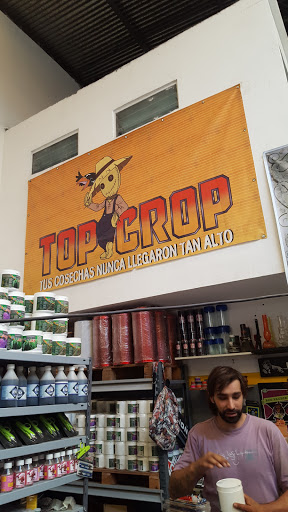 TOP CROP
TUS COSECHAS NUNCA LLEGARON TAN ALTO